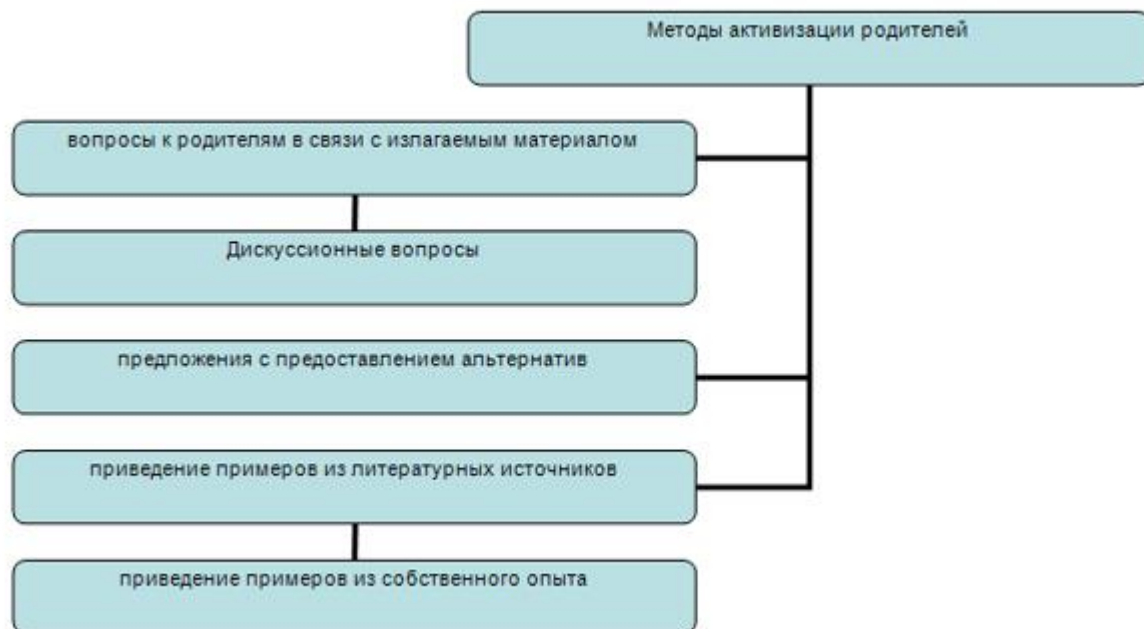 Методы активизации родителей
вопросы к родителям в связи с излагаемым материалом
Дискуссионные вопросы
предложения с предоставлением альтернатив
приведение примеров из литературных источников
приведение примеров из собственного опыта